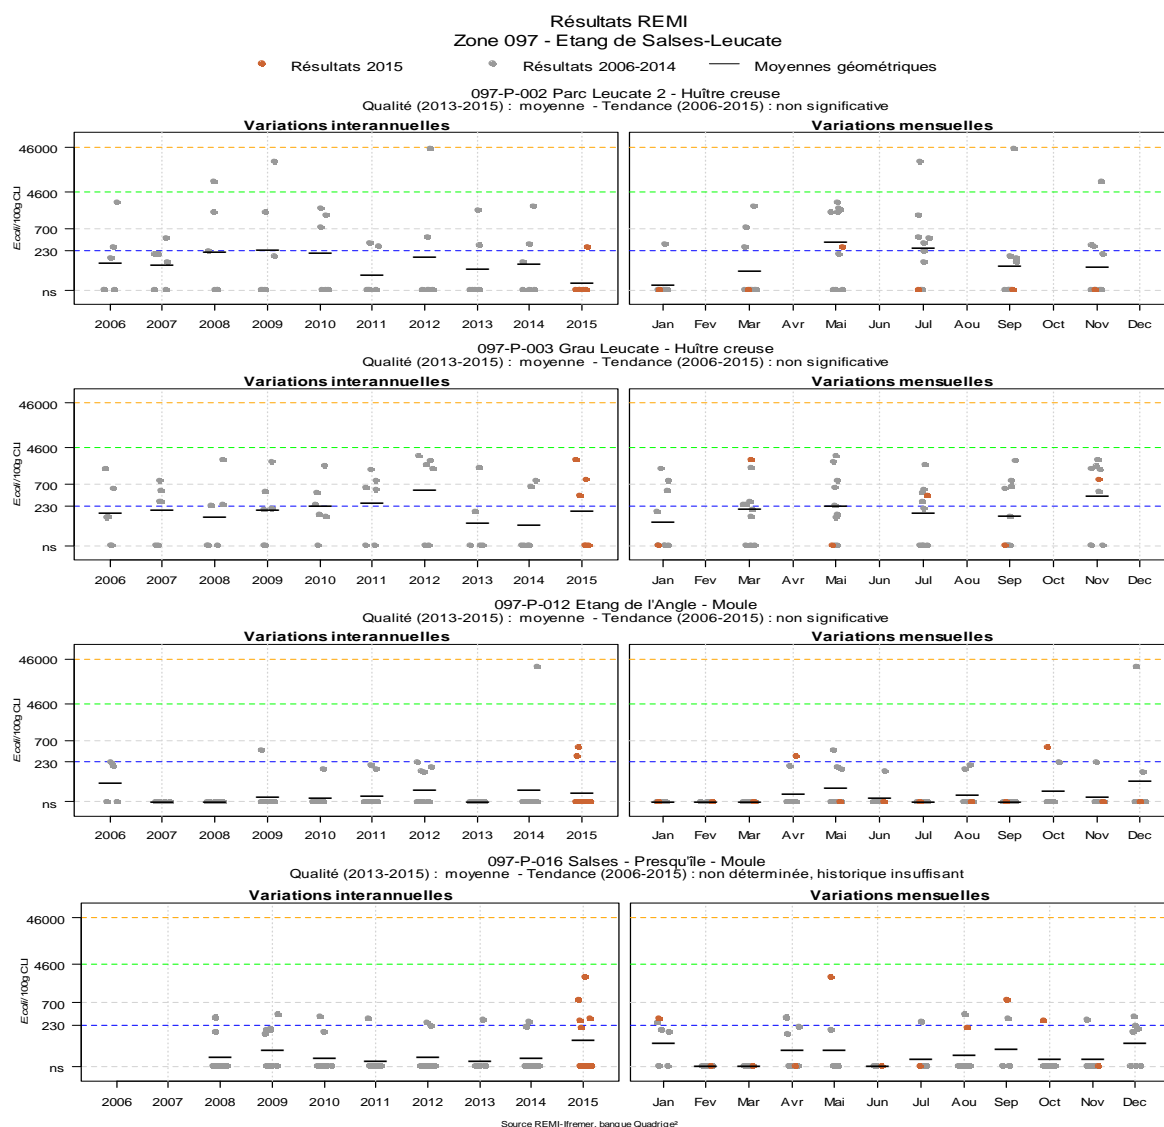 Résultats REMI
Zone 097 - Etang de Salses-Leucate
Résultats 2015 Résultats 2006-2014 Moyennes géométriques
097-P-002 Parc Leucate 2 - Huître creuse
Qualité (2013-2015) : moyenne - Tendance (2006-2015) : non significative
Variations interannuelles Variations mensuelles
E.coli/100g CLI
46000
4600
700
230
ns
2006 2007 2008 2009 2010 2011 2012 2013 2014 2015 Jan Fev Mar Avr Mai Jun Jul Aou Sep Oct Nov Dec
097-P-003 Grau Leucate - Huître creuse
Qualité (2013-2015) : moyenne - Tendance (2006-2015) : non significative
Variations interannuelles Variations mensuelles
E.coli/100g CLI
46000
4600
700
230
ns
2006 2007 2008 2009 2010 2011 2012 2013 2014 2015 Jan Fev Mar Avr Mai Jun Jul Aou Sep Oct Nov Dec
097-P-012 Etang de l'Angle - Moule
Qualité (2013-2015) : moyenne - Tendance (2006-2015) : non significative
Variations interannuelles Variations mensuelles
E.coli/100g CLI
46000
4600
700
230
ns
2006 2007 2008 2009 2010 2011 2012 2013 2014 2015 Jan Fev Mar Avr Mai Jun Jul Aou Sep Oct Nov Dec
097-P-016 Salses - Presqu'île - Moule
Qualité (2013-2015) : moyenne - Tendance (2006-2015) : non déterminée, historique insuffisant
Variations interannuelles Variations mensuelles
E.coli/100g CLI
46000
4600
700
230
ns
2006 2007 2008 2009 2010 2011 2012 2013 2014 2015 Jan Fev Mar Avr Mai Jun Jul Aou Sep Oct Nov Dec
Source REMI-Ifremer, banque Quadrige²